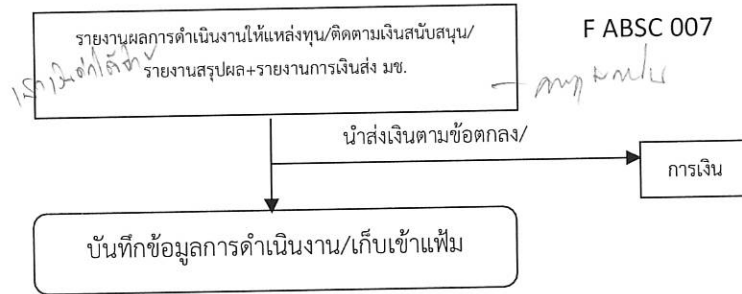 รายงานผลการดำเนินงานให้แหล่งทุน/ติดตามเงินสนับสนุน/
รายงานสรุปผล+รายงานการเงินส่ง มช.
F ABSC 007
นำส่งเงินตามข้อตกลง/
การเงิน
บันทึกข้อมูลการดำเนินงาน/เก็บเข้าแฟ้ม